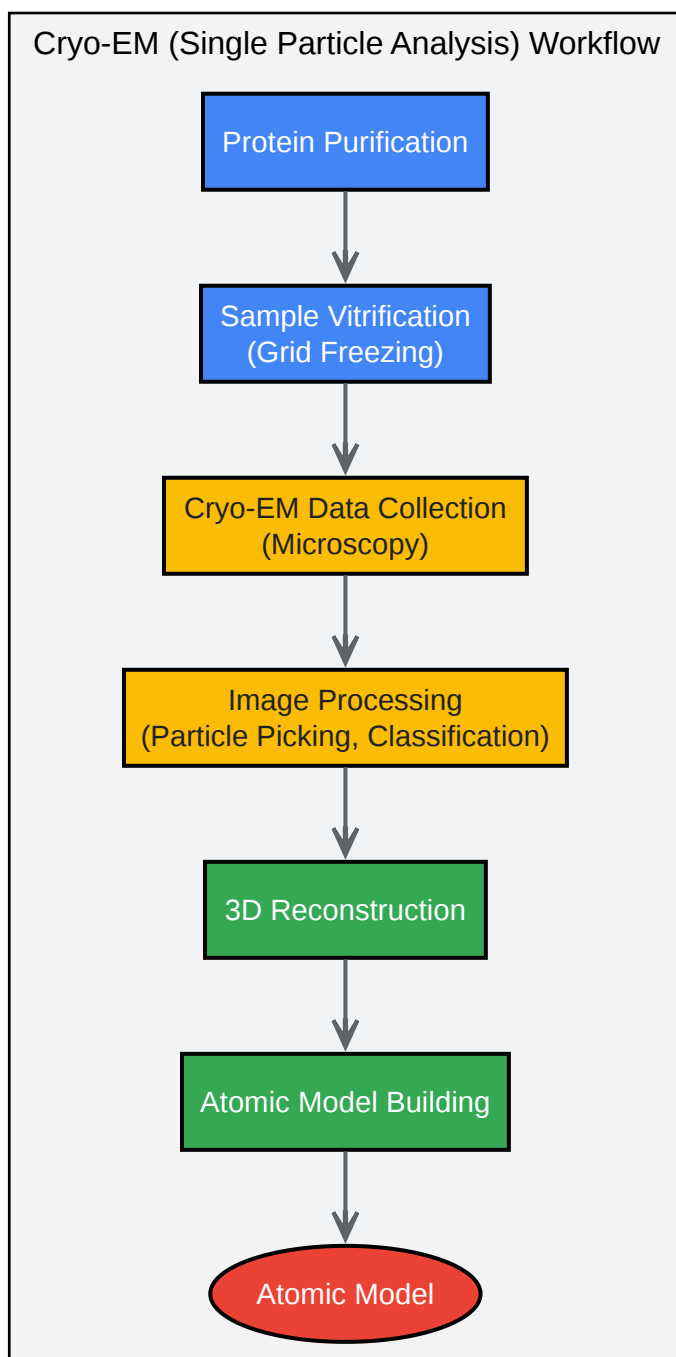 Cryo-EM (Single Particle Analysis) Workflow
Protein Purification
Sample Vitrification
(Grid Freezing)
Cryo-EM Data Collection
(Microscopy)
Image Processing
(Particle Picking, Classification)
3D Reconstruction
Atomic Model Building
Atomic Model